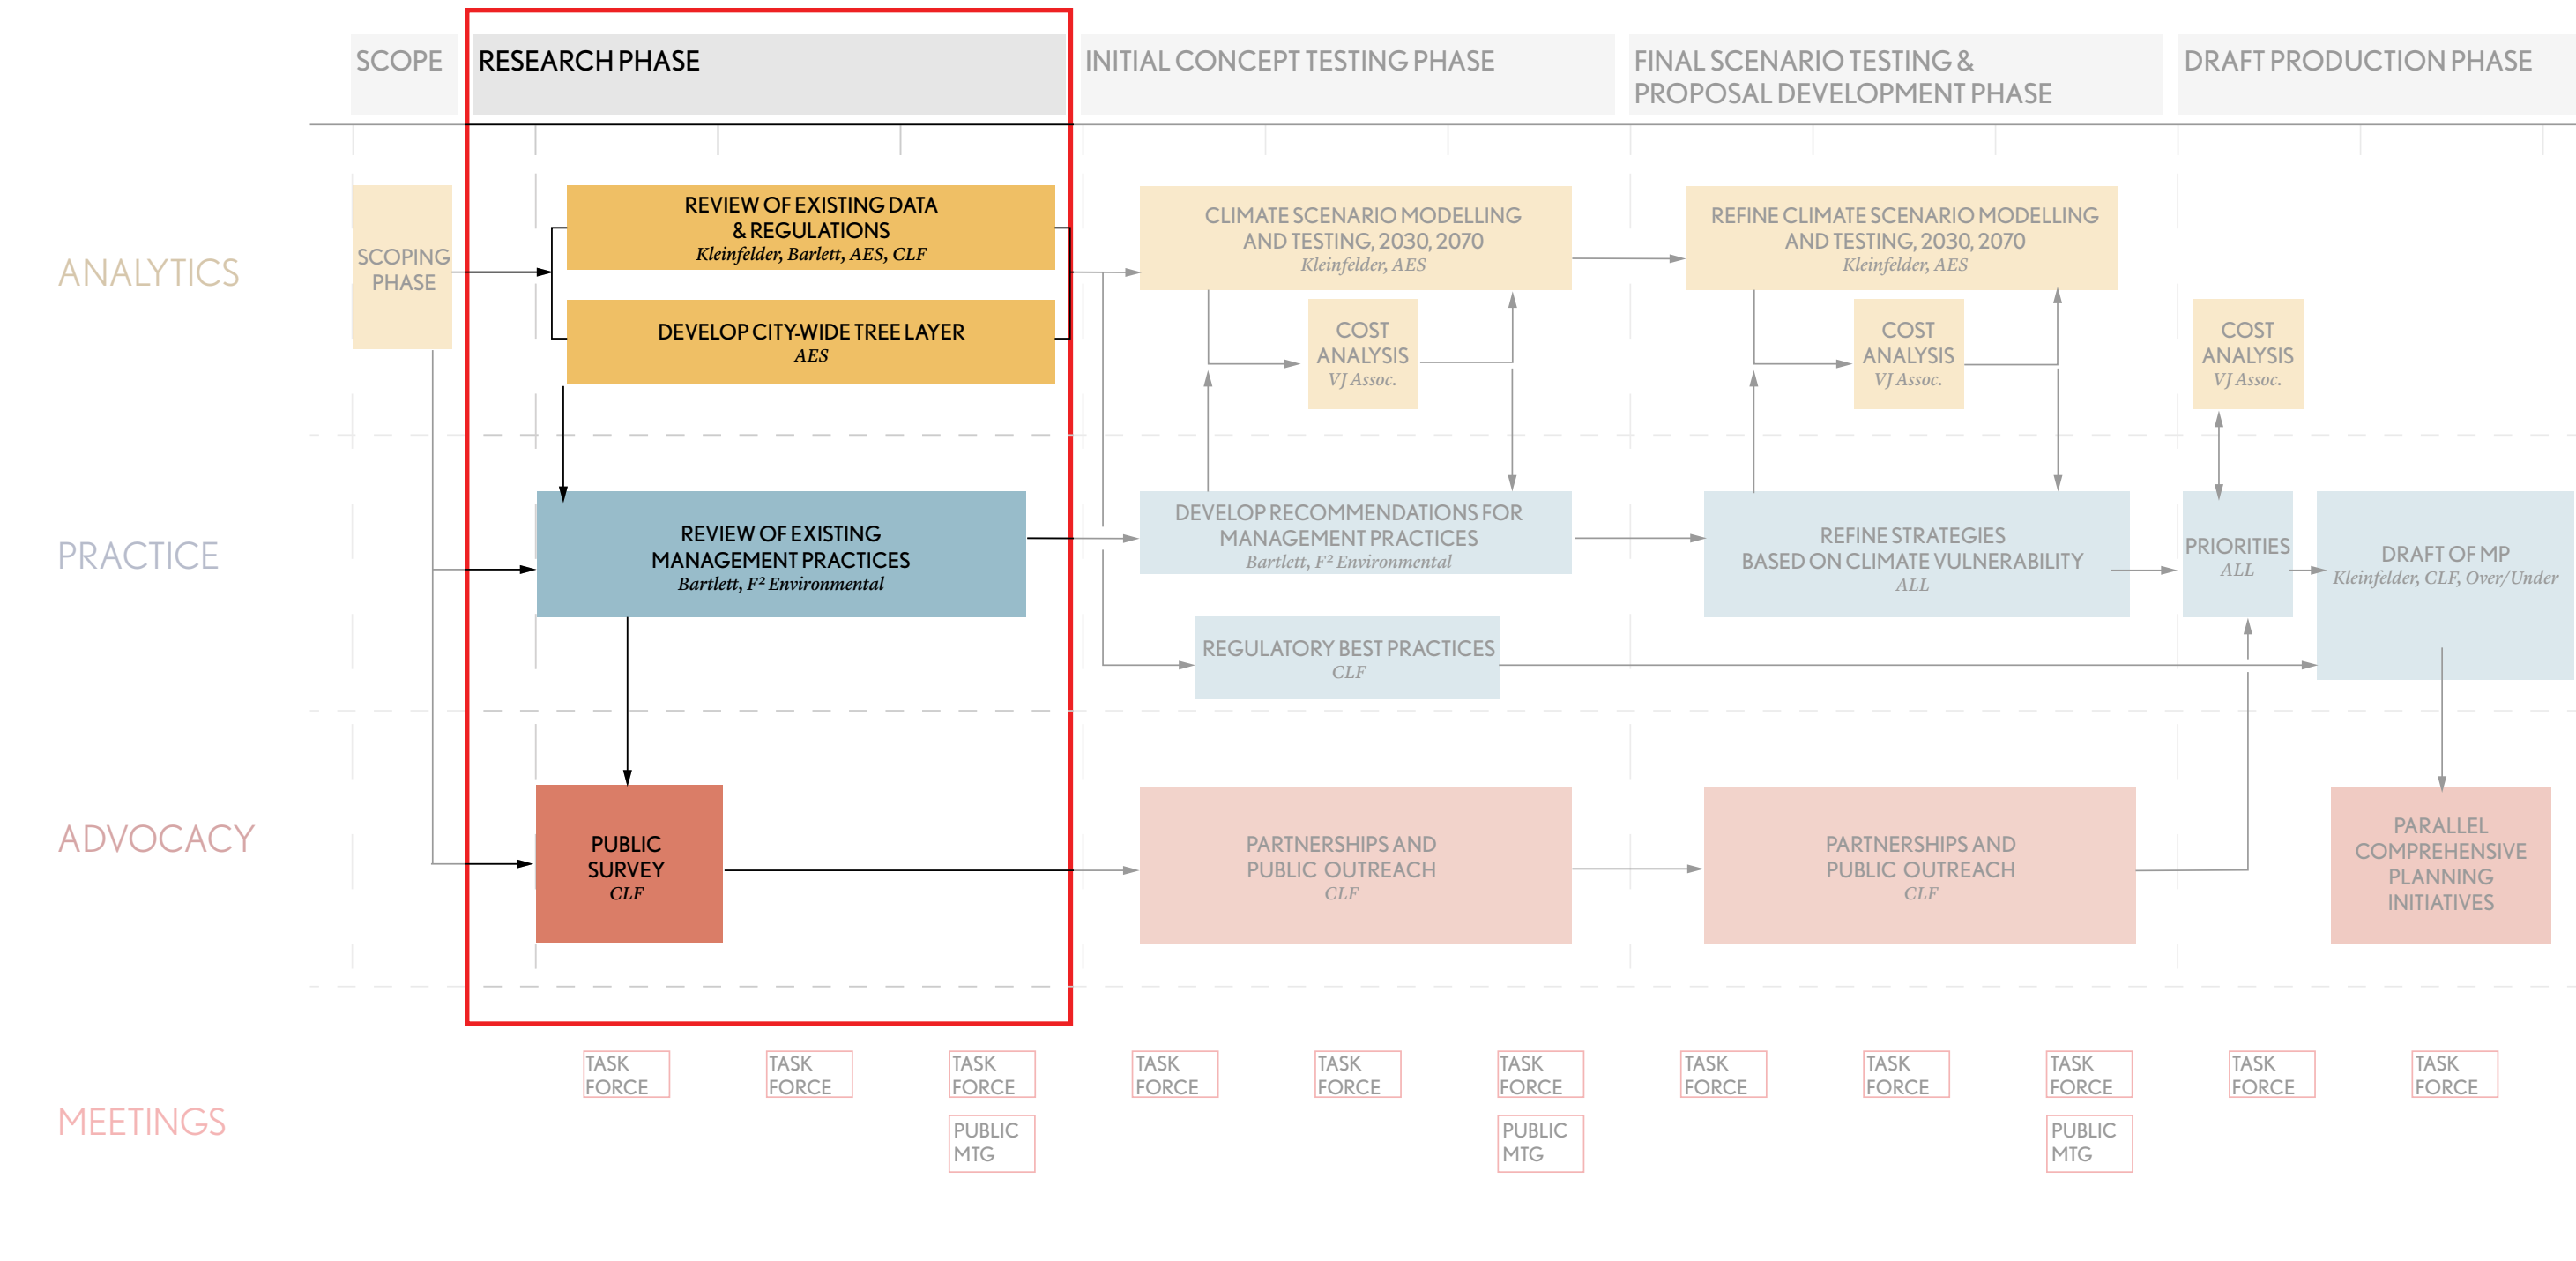 SCOPE
RESEARCH PHASE
INITIAL CONCEPT TESTING PHASE
FINAL SCENARIO TESTING &
PROPOSAL DEVELOPMENT PHASE
DRAFT PRODUCTION PHASE
ANALYTICS
SCOPING
PHASE
REVIEW OF EXISTING DATA
& REGULATIONS
Kleinfelder, Barlett, AES, CLF
DEVELOP CITY-WIDE TREE LAYER
AES
CLIMATE SCENARIO MODELLING
AND TESTING, 2030, 2070
Kleinfelder, AES
COST
ANALYSIS
VJ Assoc.
REFINE CLIMATE SCENARIO MODELLING
AND TESTING, 2030, 2070
Kleinfelder, AES
COST
ANALYSIS
VJ Assoc.
COST
ANALYSIS
VJ Assoc.
PRACTICE
REVIEW OF EXISTING
MANAGEMENT PRACTICES
Bartlett, F² Environmental
DEVELOP RECOMMENDATIONS FOR
MANAGEMENT PRACTICES
Bartlett, F² Environmental
REGULATORY BEST PRACTICES
CLF
REFINE STRATEGIES
BASED ON CLIMATE VULNERABILITY
ALL
PRIORITIES
ALL
DRAFT OF MP
Kleinfelder, CLF, Over/Under
ADVOCACY
PUBLIC
SURVEY
CLF
PARTNERSHIPS AND
PUBLIC OUTREACH
CLF
PARTNERSHIPS AND
PUBLIC OUTREACH
CLF
PARALLEL
COMPREHENSIVE
PLANNING
INITIATIVES
MEETINGS
TASK
FORCE
TASK
FORCE
TASK
FORCE
TASK
FORCE
TASK
FORCE
TASK
FORCE
TASK
FORCE
TASK
FORCE
TASK
FORCE
TASK
FORCE
TASK
FORCE
PUBLIC
MTG
PUBLIC
MTG
PUBLIC
MTG